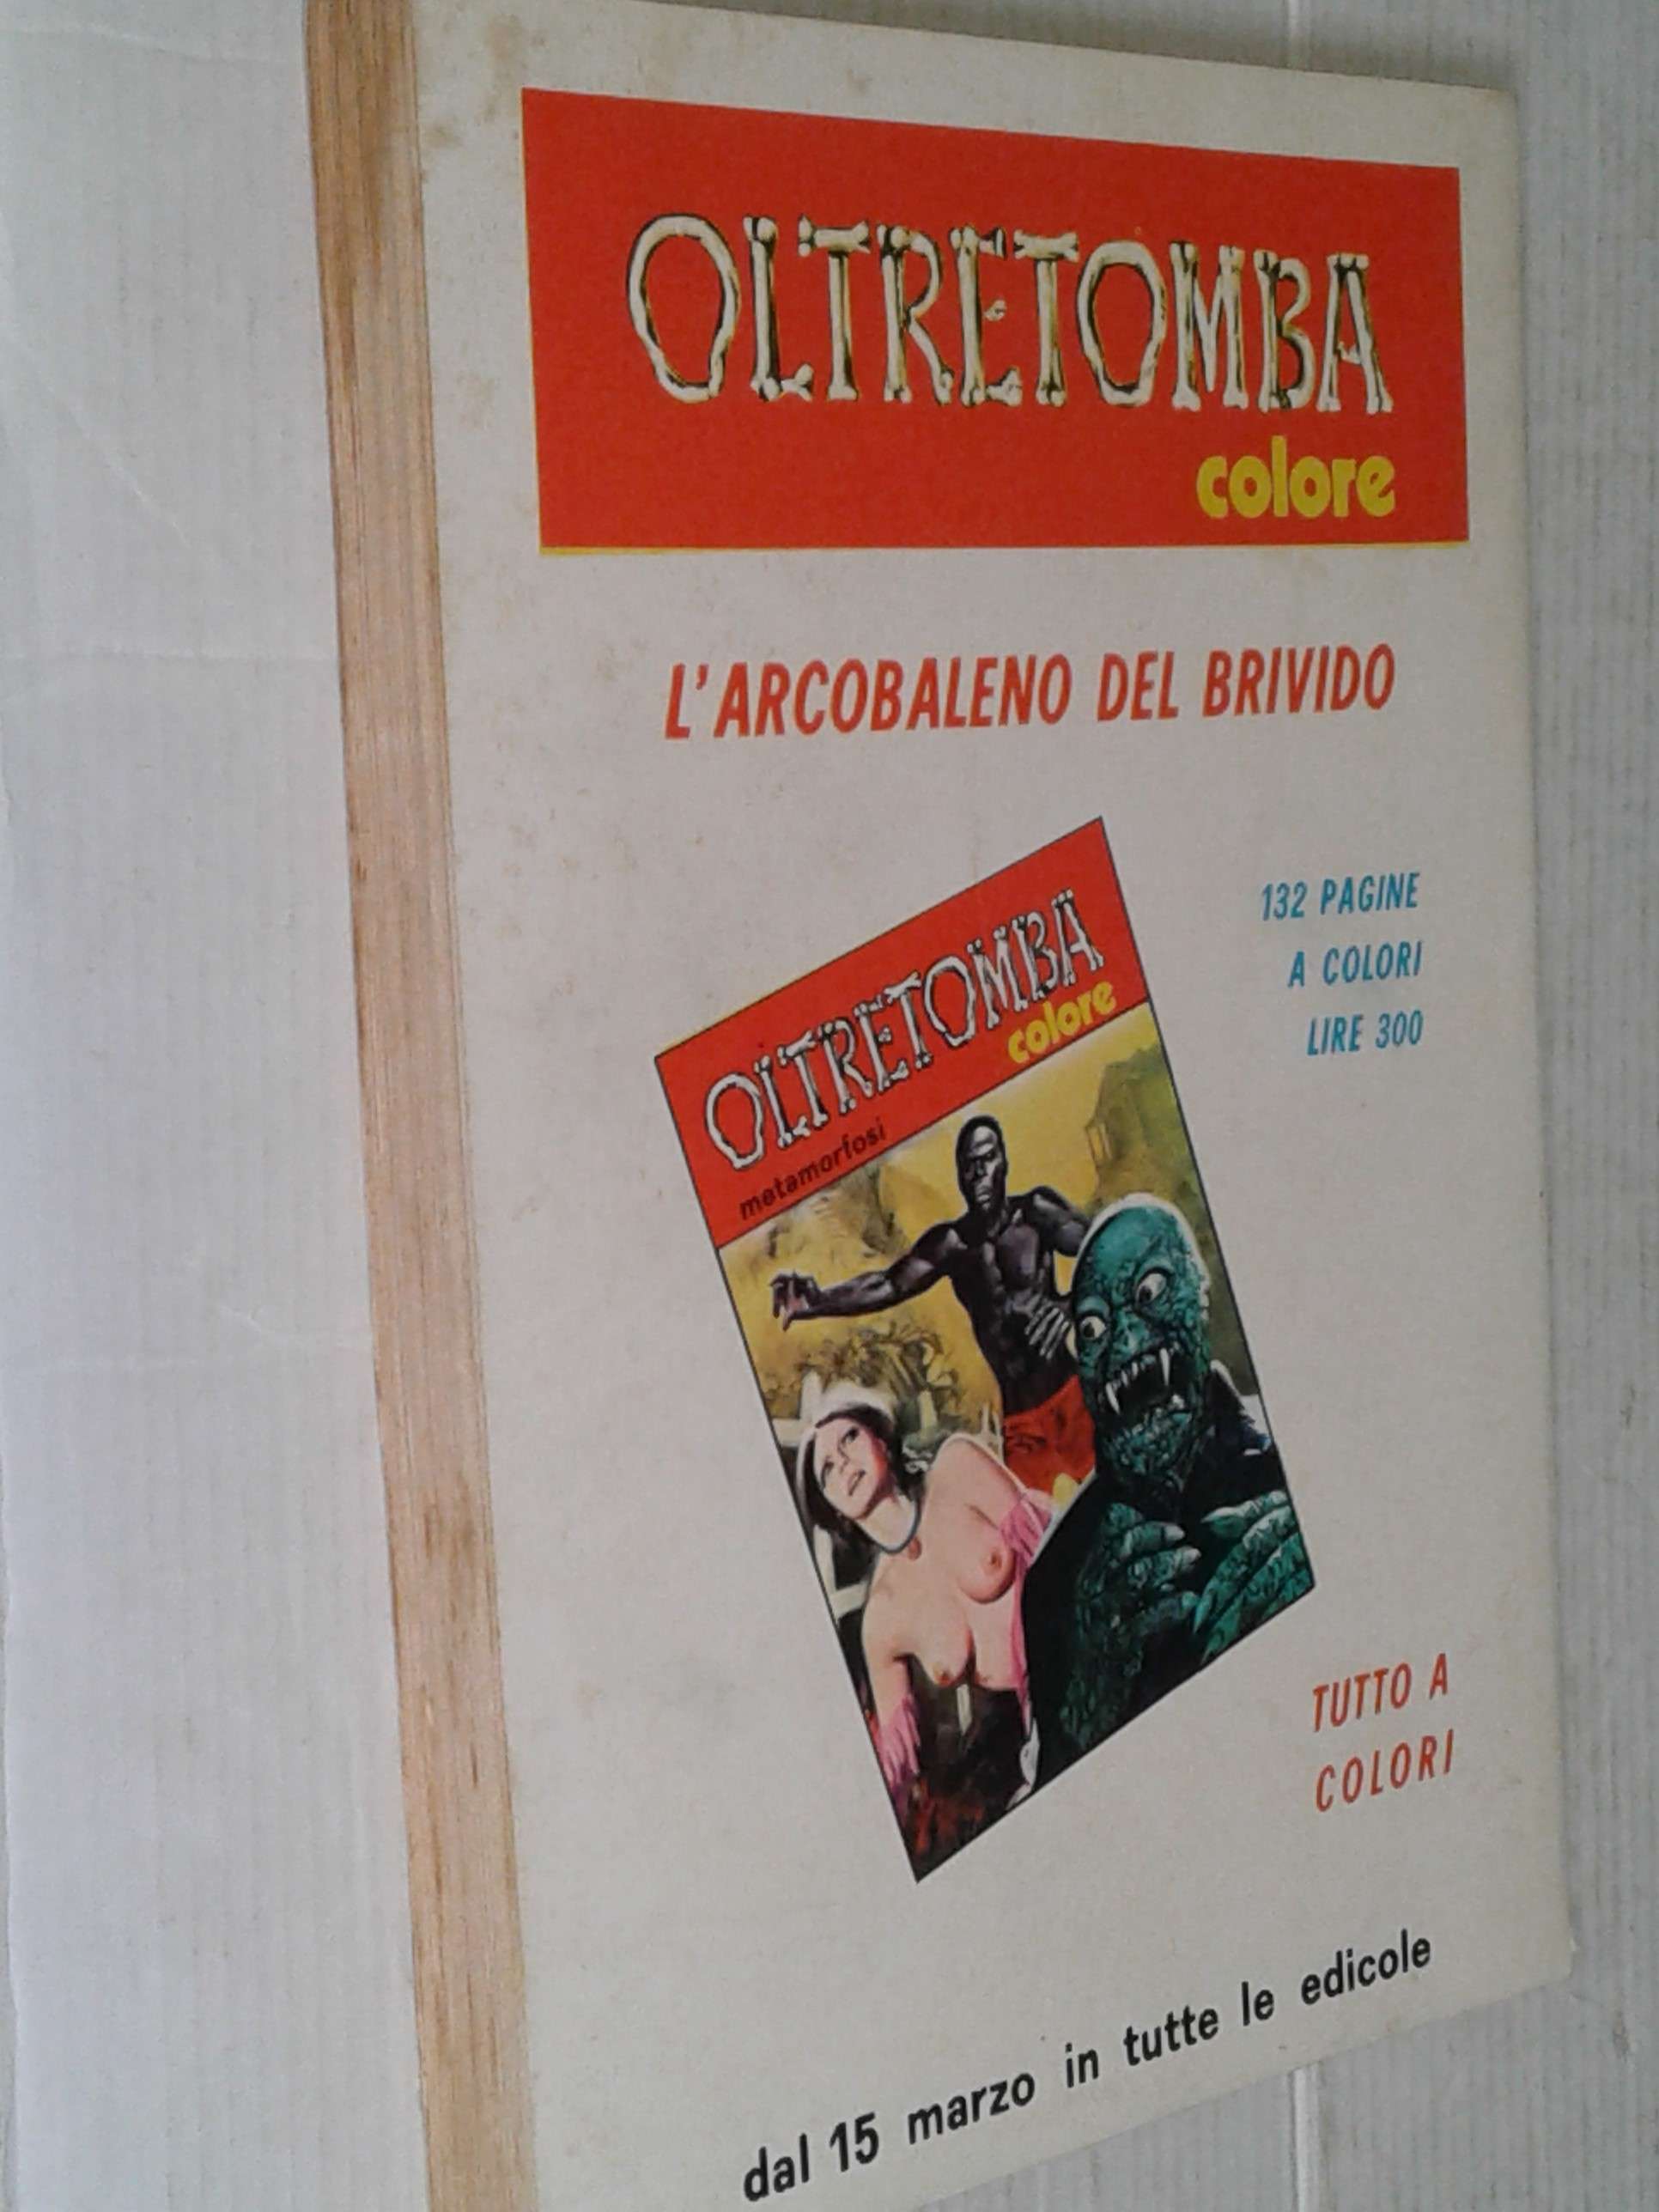 OLTRETOMBA
colore
L'ARCOBALENO DEL BRIVIDO
132 PAGINE
A COLORI
LIRE 300
OLTRETOMBA
colore
metamorfosi
TUTTO A
COLORI
dal 15 marzo in tutte le edicole